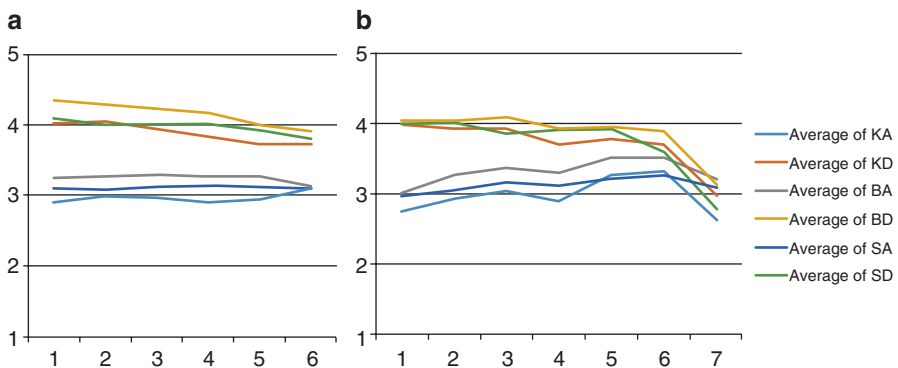 a
5
4
3
2
1
1 2 3 4 5 6
b
5
4
3
2
1
1 2 3 4 5 6 7
Average of KA
Average of KD
Average of BA
Average of BD
Average of SA
Average of SD